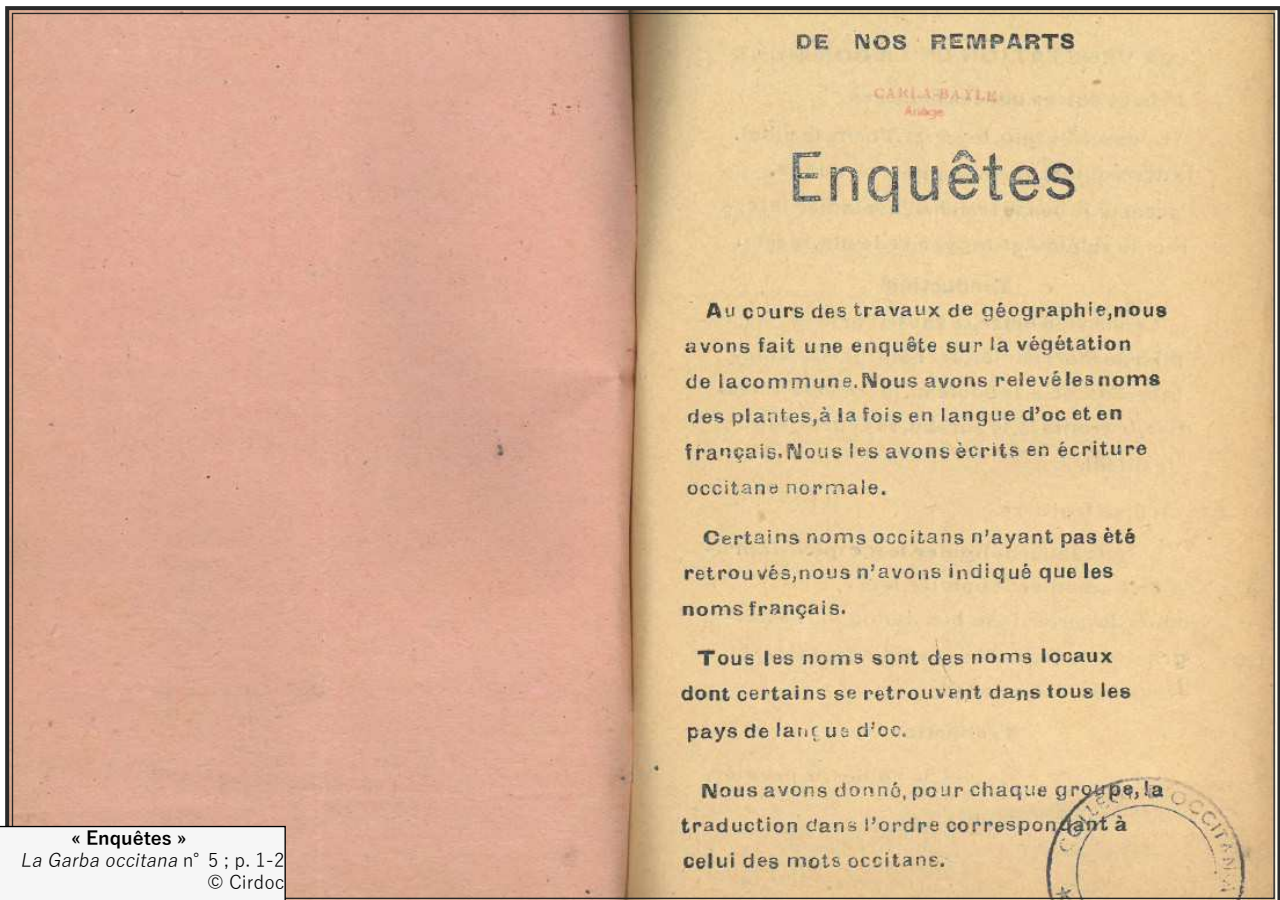 DE NOS REMPARTS
CARLA-BAYLE
Ariège
Enquêtes
Au cours des travaux de géographie,nous
avons fait une enquête sur la végétation
de lacommune.Nous avons relevélesnoms
des plantes,à la fois en langue d'oc et en
français.Nous les avons ècrits en écriture
occitane normale.
Certains noms occitans n'ayant pas èté
retrouvés,nous n'avons indiqué que les
noms français.
Tous les noms sont des noms locaux
dont certains se retrouvent dans tous les
pays de langue d'oc.
Nous avons donné,pour chaque groupe,la
traduction dans l'ordre correspondant à
celui des mots occitans.
« Enquêtes »
La Garba occitana n° 5 ; p. 1-2
© Cirdoc